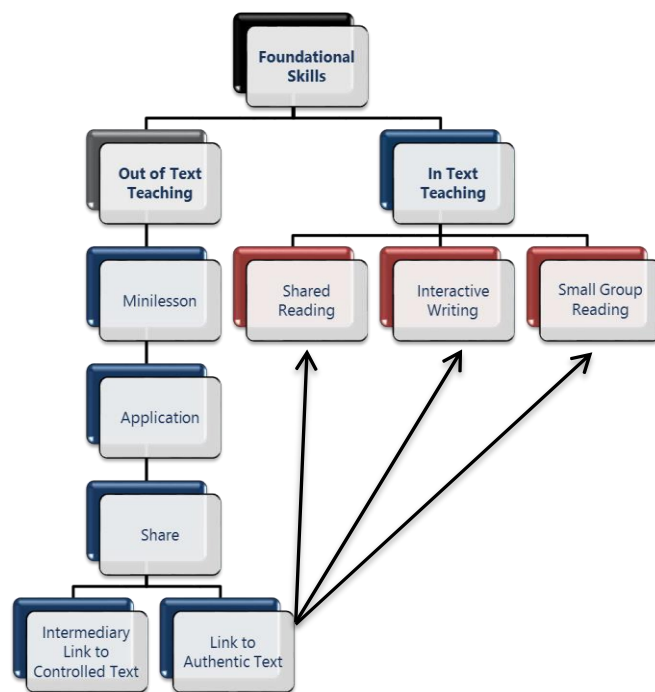 Foundational
Skills
Out of Text
Teaching
In Text
Teaching
Minilesson
Shared
Reading
Interactive
Writing
Small Group
Reading
Application
Share
Intermediary
Link to
Controlled Text
Link to
Authentic Text